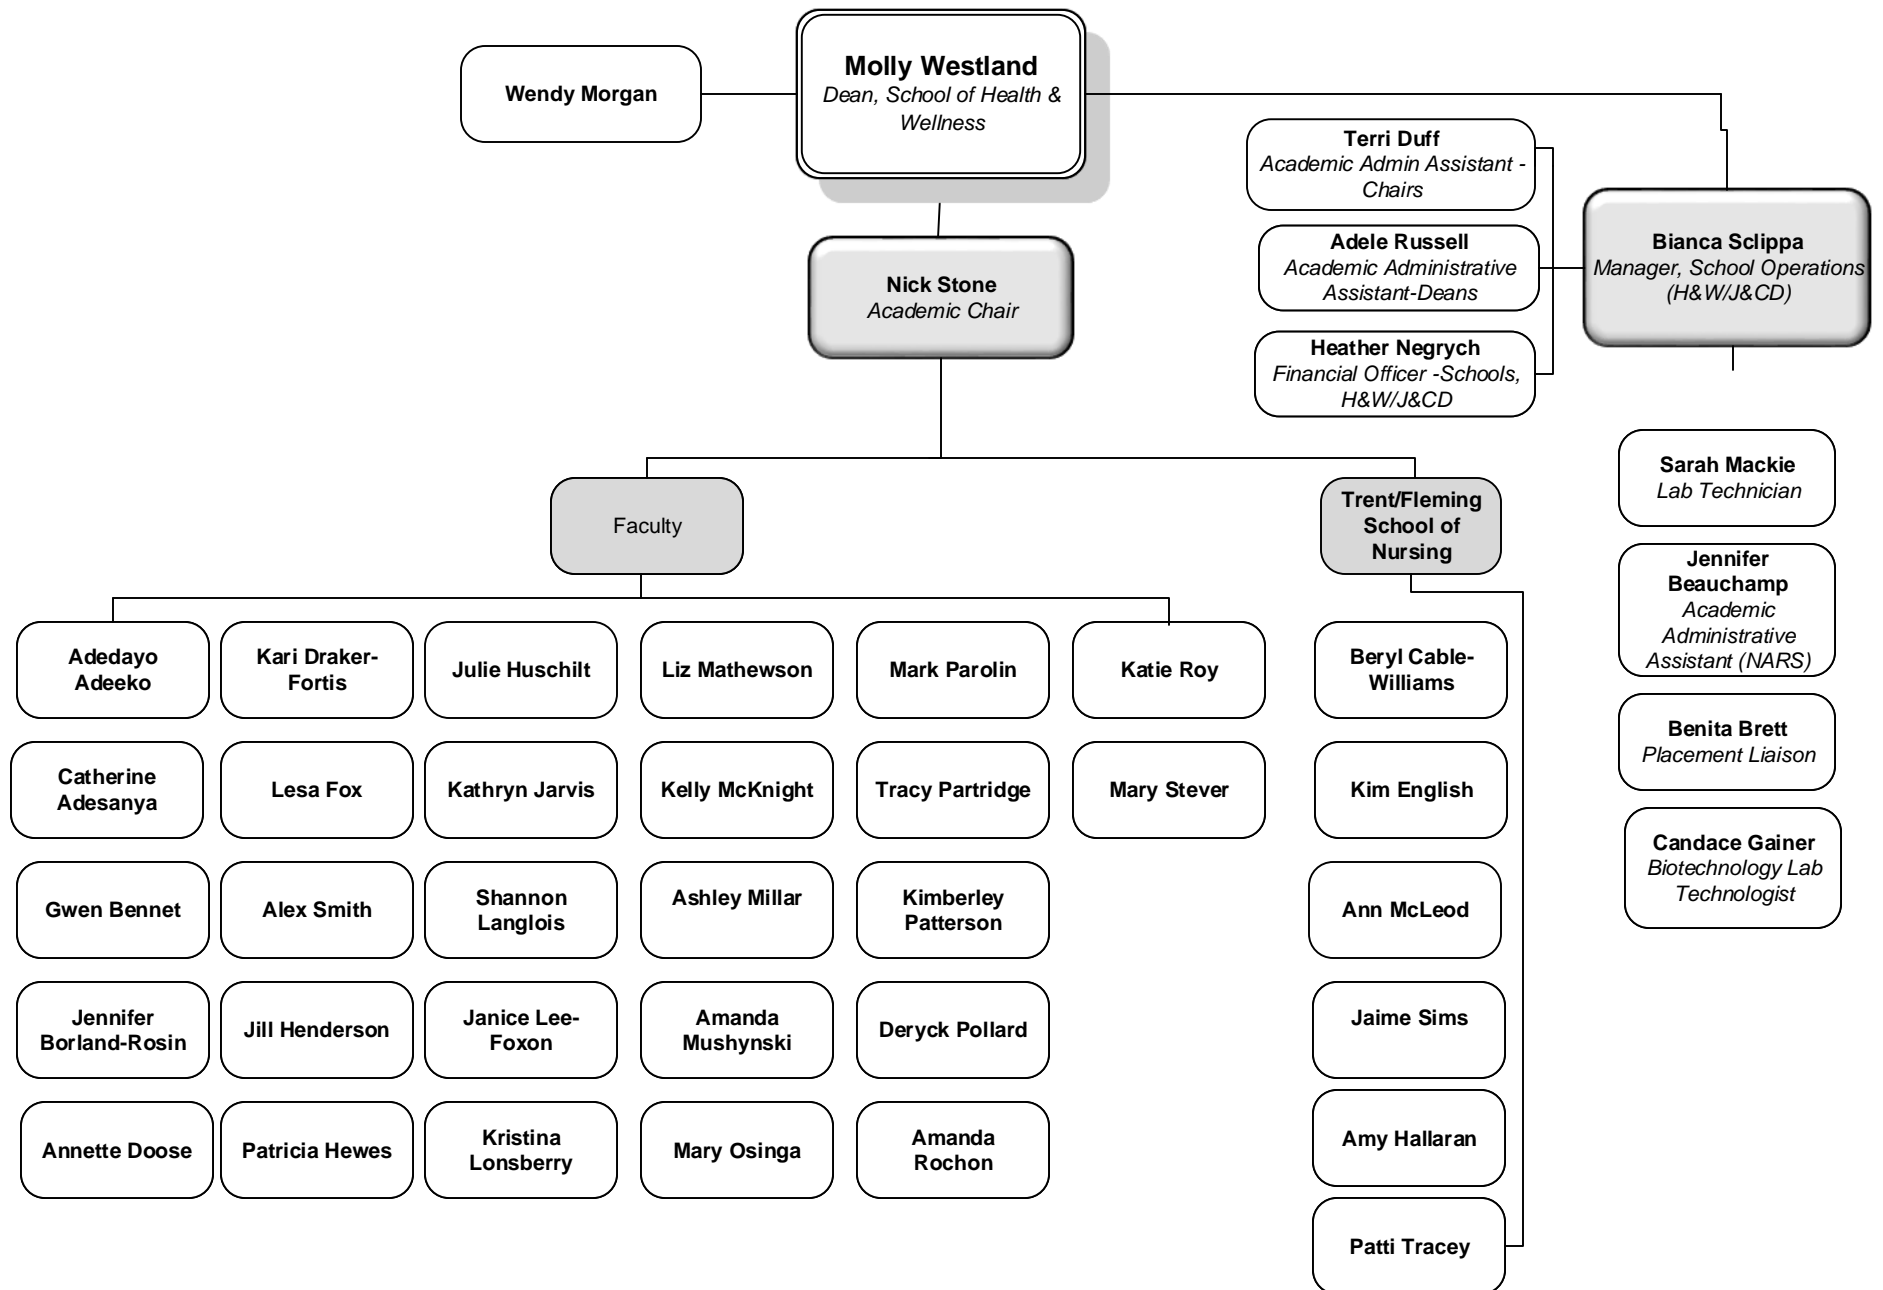 Wendy Morgan
Molly Westland
Dean, School of Health &
Wellness
Terri Duff
Academic Admin Assistant -
Chairs
Adele Russell
Academic Administrative
Assistant-Deans
Heather Negrych
Financial Officer -Schools,
H&W/J&CD
Bianca Sclippa
Manager, School Operations
(H&W/J&CD)
Nick Stone
Academic Chair
Faculty
Trent/Fleming
School of
Nursing
Sarah Mackie
Lab Technician
Jennifer
Beauchamp
Academic
Administrative
Assistant (NARS)
Benita Brett
Placement Liaison
Candace Gainer
Biotechnology Lab
Technologist
Adedayo
Adeeko
Kari Draker-
Fortis
Julie Huschilt
Liz Mathewson
Mark Parolin
Katie Roy
Beryl Cable-
Williams
Catherine
Adesanya
Lesa Fox
Kathryn Jarvis
Kelly McKnight
Tracy Partridge
Mary Stever
Kim English
Gwen Bennet
Alex Smith
Shannon
Langlois
Ashley Millar
Kimberley
Patterson
Ann McLeod
Jennifer
Borland-Rosin
Jill Henderson
Janice Lee-
Foxon
Amanda
Mushynski
Deryck Pollard
Jaime Sims
Annette Doose
Patricia Hewes
Kristina
Lonsberry
Mary Osinga
Amanda
Rochon
Amy Hallaran
Patti Tracey